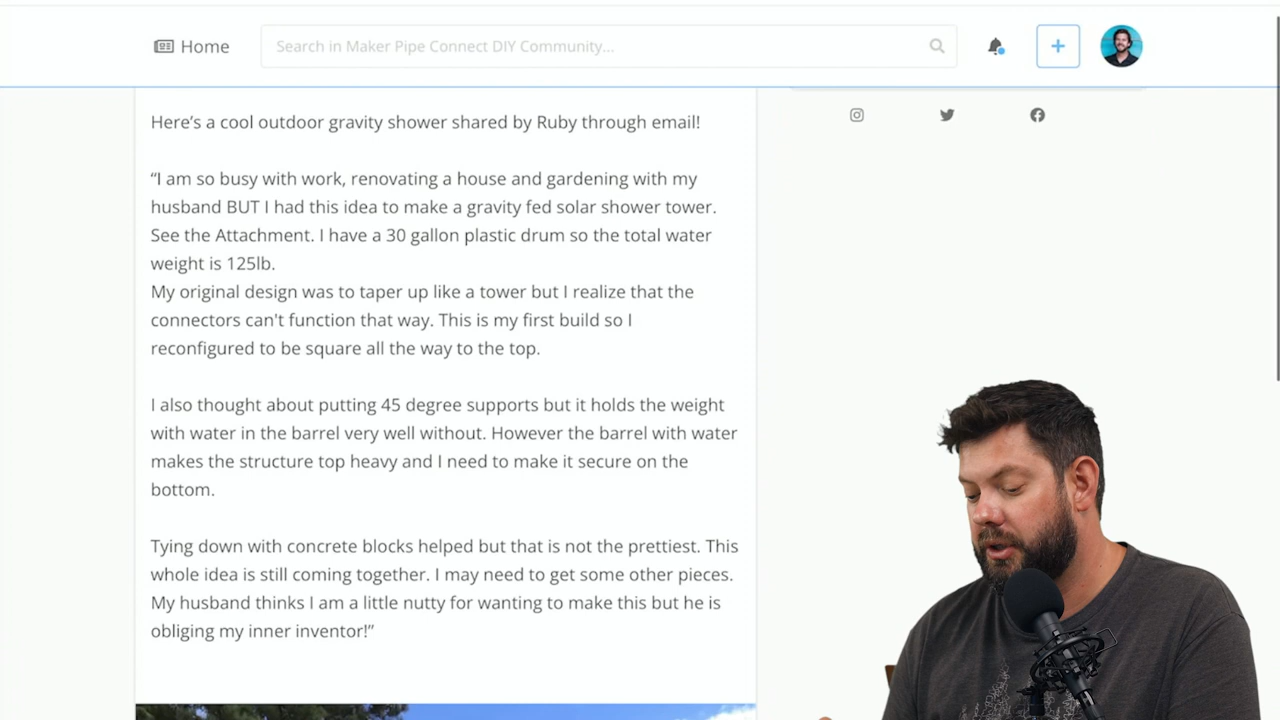 Home
Search in Maker Pipe Connect DIY Community...
+
Here's a cool outdoor gravity shower shared by Ruby through email!
“I am so busy with work, renovating a house and gardening with my
husband BUT I had this idea to make a gravity fed solar shower tower.
See the Attachment. I have a 30 gallon plastic drum so the total water
weight is 125lb.
My original design was to taper up like a tower but I realize that the
connectors can't function that way. This is my first build so I
reconfigured to be square all the way to the top.
I also thought about putting 45 degree supports but it holds the weight
with water in the barrel very well without. However the barrel with water
makes the structure top heavy and I need to make it secure on the
bottom.
Tying down with concrete blocks helped but that is not the prettiest. This
whole idea is still coming together. I may need to get some other pieces.
My husband thinks I am a little nutty for wanting to make this but he is
obliging my inner inventor!”